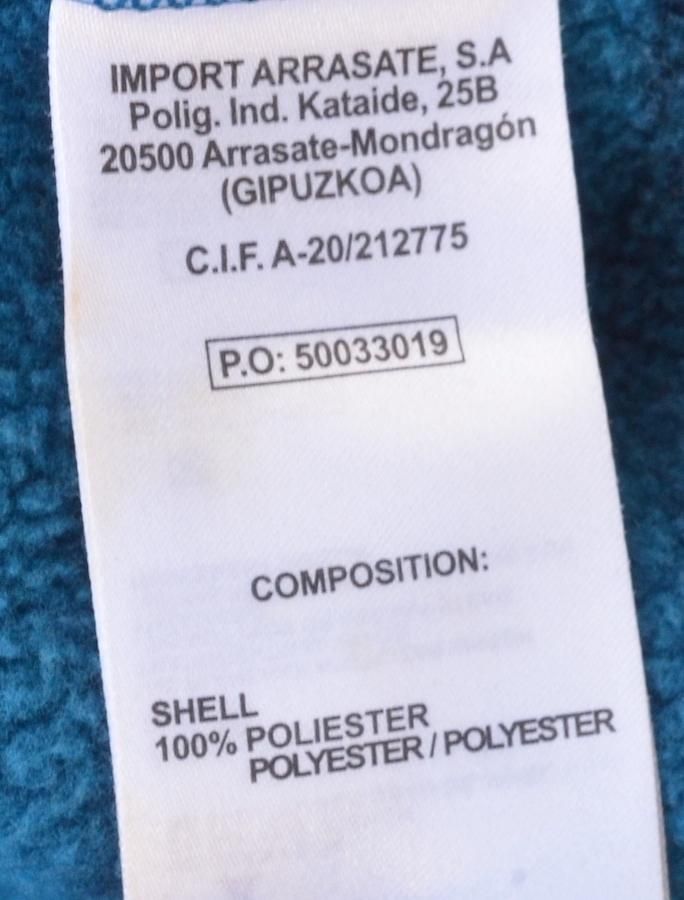 IMPORT ARRASATE, S.A
Polig. Ind. Kataide, 25B
20500 Arrasate-Mondragón
(GIPUZKOA)
C.I.F. A-20/212775
P.O: 50033019
COMPOSITION:
SHELL
100% POLIESTER
POLYESTER / POLYESTER